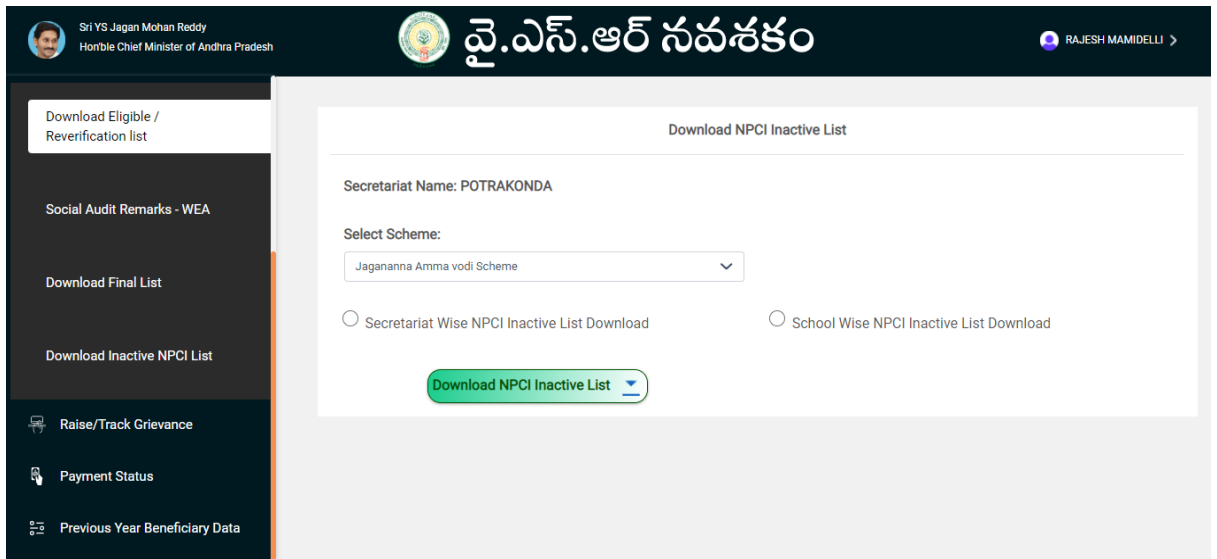 Sri YS Jagan Mohan Reddy
Hon'ble Chief Minister of Andhra Pradesh
వై.ఎస్.ఆర్ నవశకం
RAJESH MAMIDELLI
Download Eligible /
Reverification list
Social Audit Remarks - WEA
Download Final List
Download Inactive NPCI List
Raise/Track Grievance
Payment Status
Previous Year Beneficiary Data
Download NPCI Inactive List
Secretariat Name: POTRAKONDA
Select Scheme:
Jagananna Amma vodi Scheme
Secretariat Wise NPCI Inactive List Download
School Wise NPCI Inactive List Download
Download NPCI Inactive List